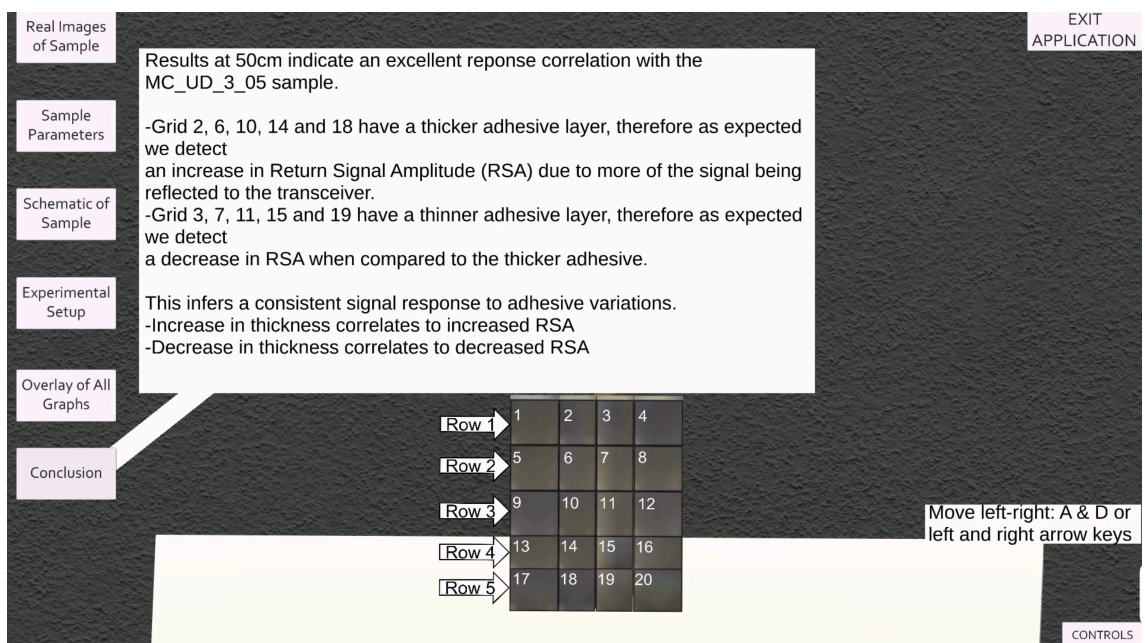 Real Images
of Sample
EXIT
APPLICATION
Results at 50cm indicate an excellent reponse correlation with the
MC_UD_3_05 sample.
-Grid 2, 6, 10, 14 and 18 have a thicker adhesive layer, therefore as expected
we detect
an increase in Return Signal Amplitude (RSA) due to more of the signal being
reflected to the transceiver.
-Grid 3, 7, 11, 15 and 19 have a thinner adhesive layer, therefore as expected
we detect
a decrease in RSA when compared to the thicker adhesive.
This infers a consistent signal response to adhesive variations.
-Increase in thickness correlates to increased RSA
-Decrease in thickness correlates to decreased RSA
Sample
Parameters
Schematic of
Sample
Experimental
Setup
Overlay of All
Graphs
Conclusion
Row 1 1 2 3 4
Row 2 5 6 7 8
Row 3 9 10 11 12
Row 4 13 14 15 16
Row 5 17 18 19 20
Move left-right: A & D or
left and right arrow keys
CONTROLS